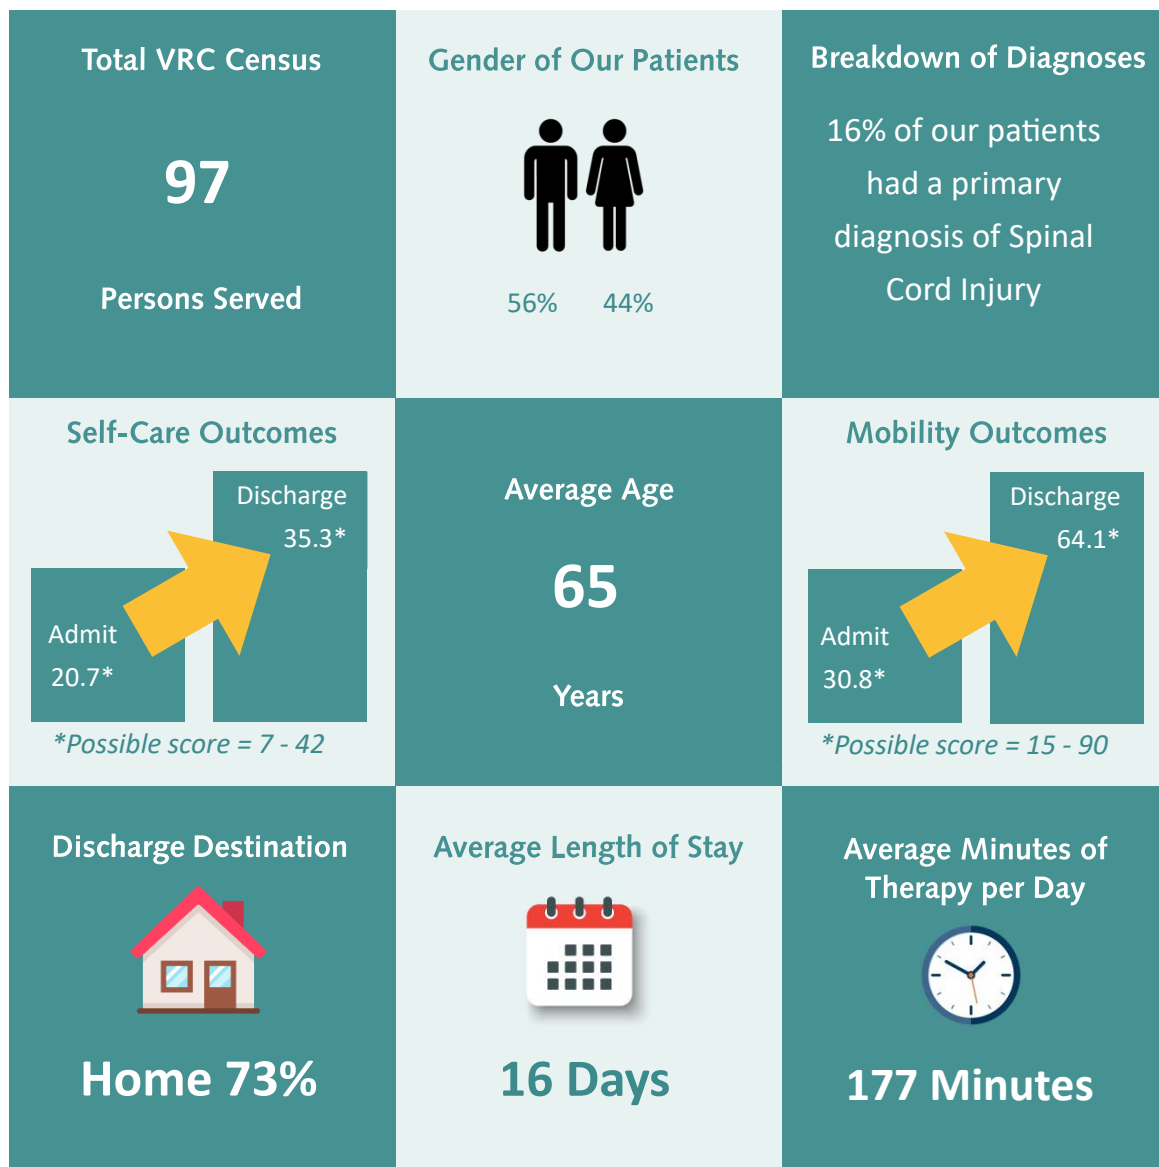 Total VRC Census
97
Persons Served
Gender of Our Patients
56% 44%
Breakdown of Diagnoses
16% of our patients
had a primary
diagnosis of Spinal
Cord Injury
Self-Care Outcomes
Discharge
35.3*
Admit
20.7*
*Possible score = 7 - 42
Average Age
65
Years
Mobility Outcomes
Discharge
64.1*
Admit
30.8*
*Possible score = 15 - 90
Discharge Destination
Home 73%
Average Length of Stay
16 Days
Average Minutes of
Therapy per Day
177 Minutes